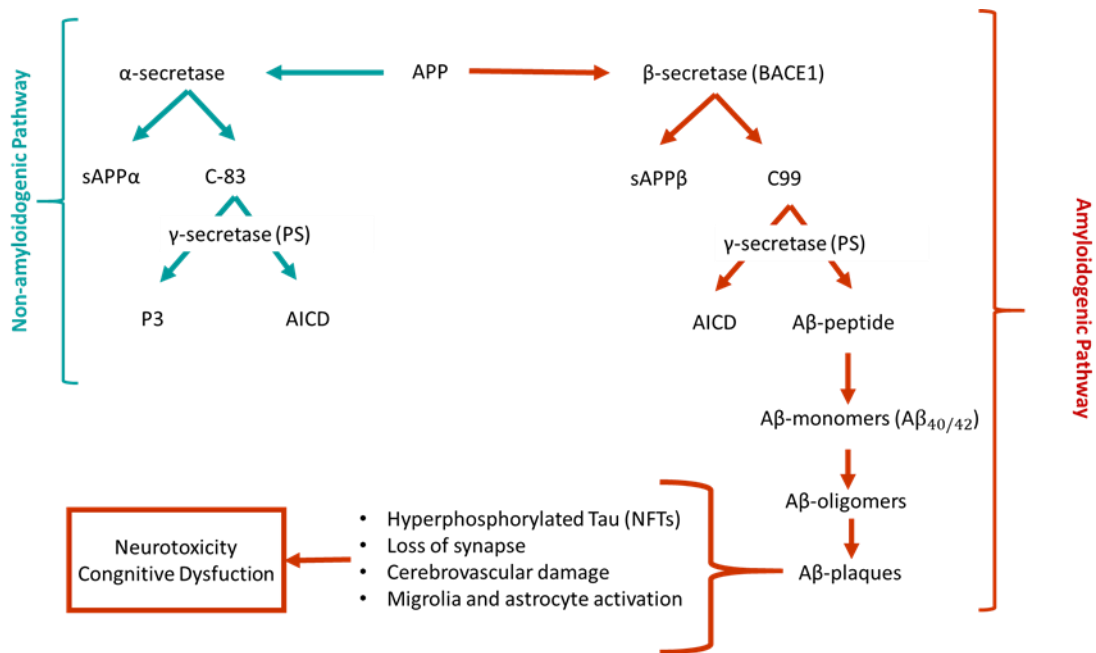 Non-amyloidogenic Pathway
α-secretase
APP
β-secretase (BACE1)
sAPPα
C-83
sAPPβ
C99
γ-secretase (PS)
γ-secretase (PS)
P3
AICD
AICD
Aβ-peptide
Amyloidogenic Pathway
Aβ-monomers (Aβ40/42)
Aβ-oligomers
Aβ-plaques
• Hyperphosphorylated Tau (NFTs)
• Loss of synapse
• Cerebrovascular damage
• Migrolia and astrocyte activation
Neurotoxicity
Congnitive Dysfuction